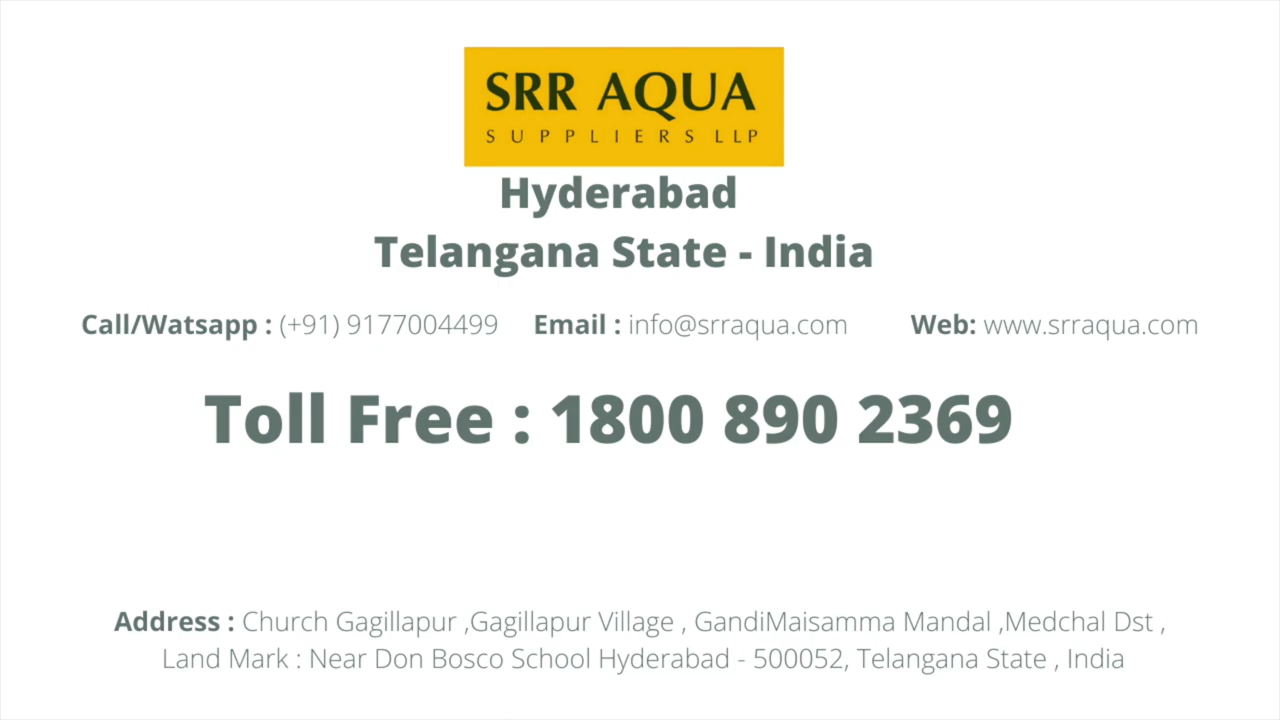 SRR AQUA
SUPPLIERS LLP
Hyderabad
Telangana State - India
Call/Watsapp : (+91) 9177004499 Email : info@srraqua.com Web: www.srraqua.com
Toll Free : 1800 890 2369
Address : Church Gagillapur ,Gagillapur Village , GandiMaisamma Mandal ,Medchal Dst ,
Land Mark : Near Don Bosco School Hyderabad - 500052, Telangana State , India